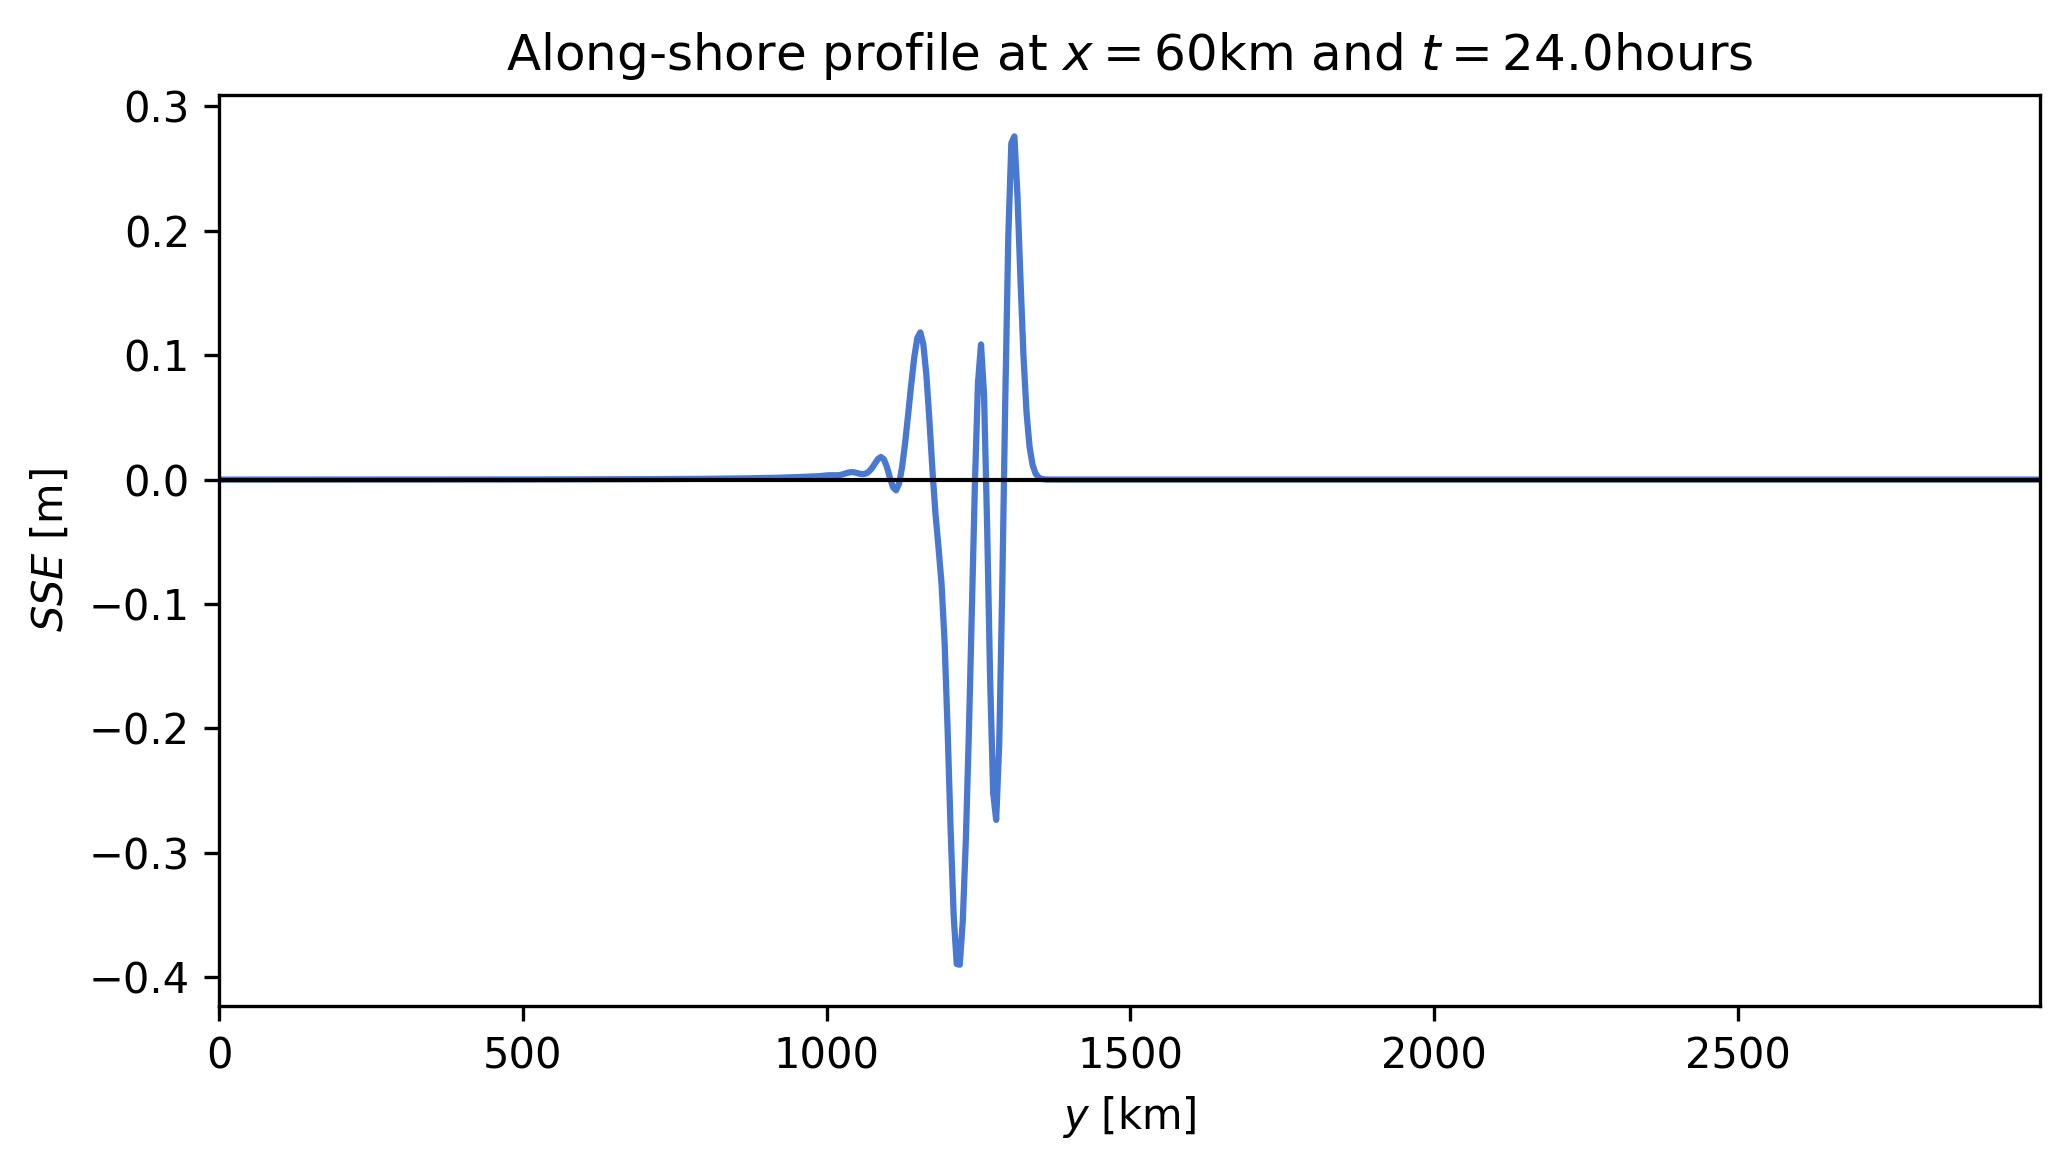 Along-shore profile at x = 60km and t = 24.0hours
0.3
0.2
0.1
0.0
−0.1
−0.2
−0.3
−0.4
SSE [m]
0 500 1000 1500 2000 2500
y [km]